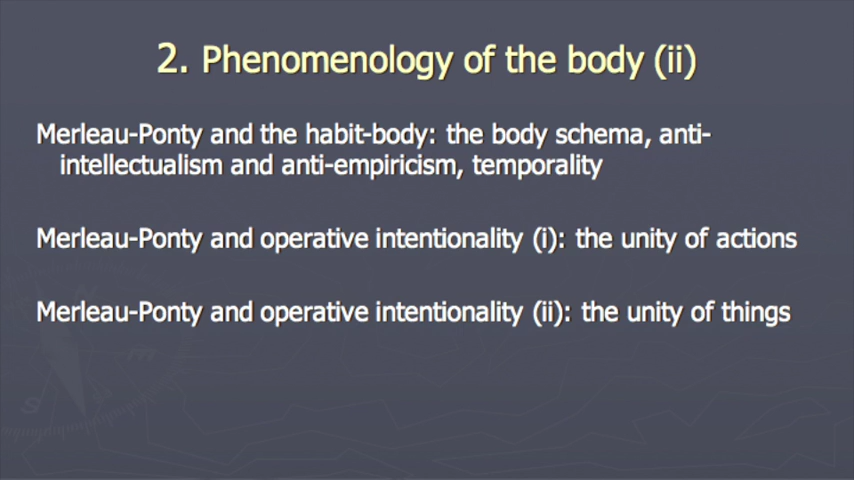 2. Phenomenology of the body (ii)
Merleau-Ponty and the habit-body: the body schema, anti-
intellectualism and anti-empiricism, temporality
Merleau-Ponty and operative intentionality (i): the unity of actions
Merleau-Ponty and operative intentionality (ii): the unity of things
S